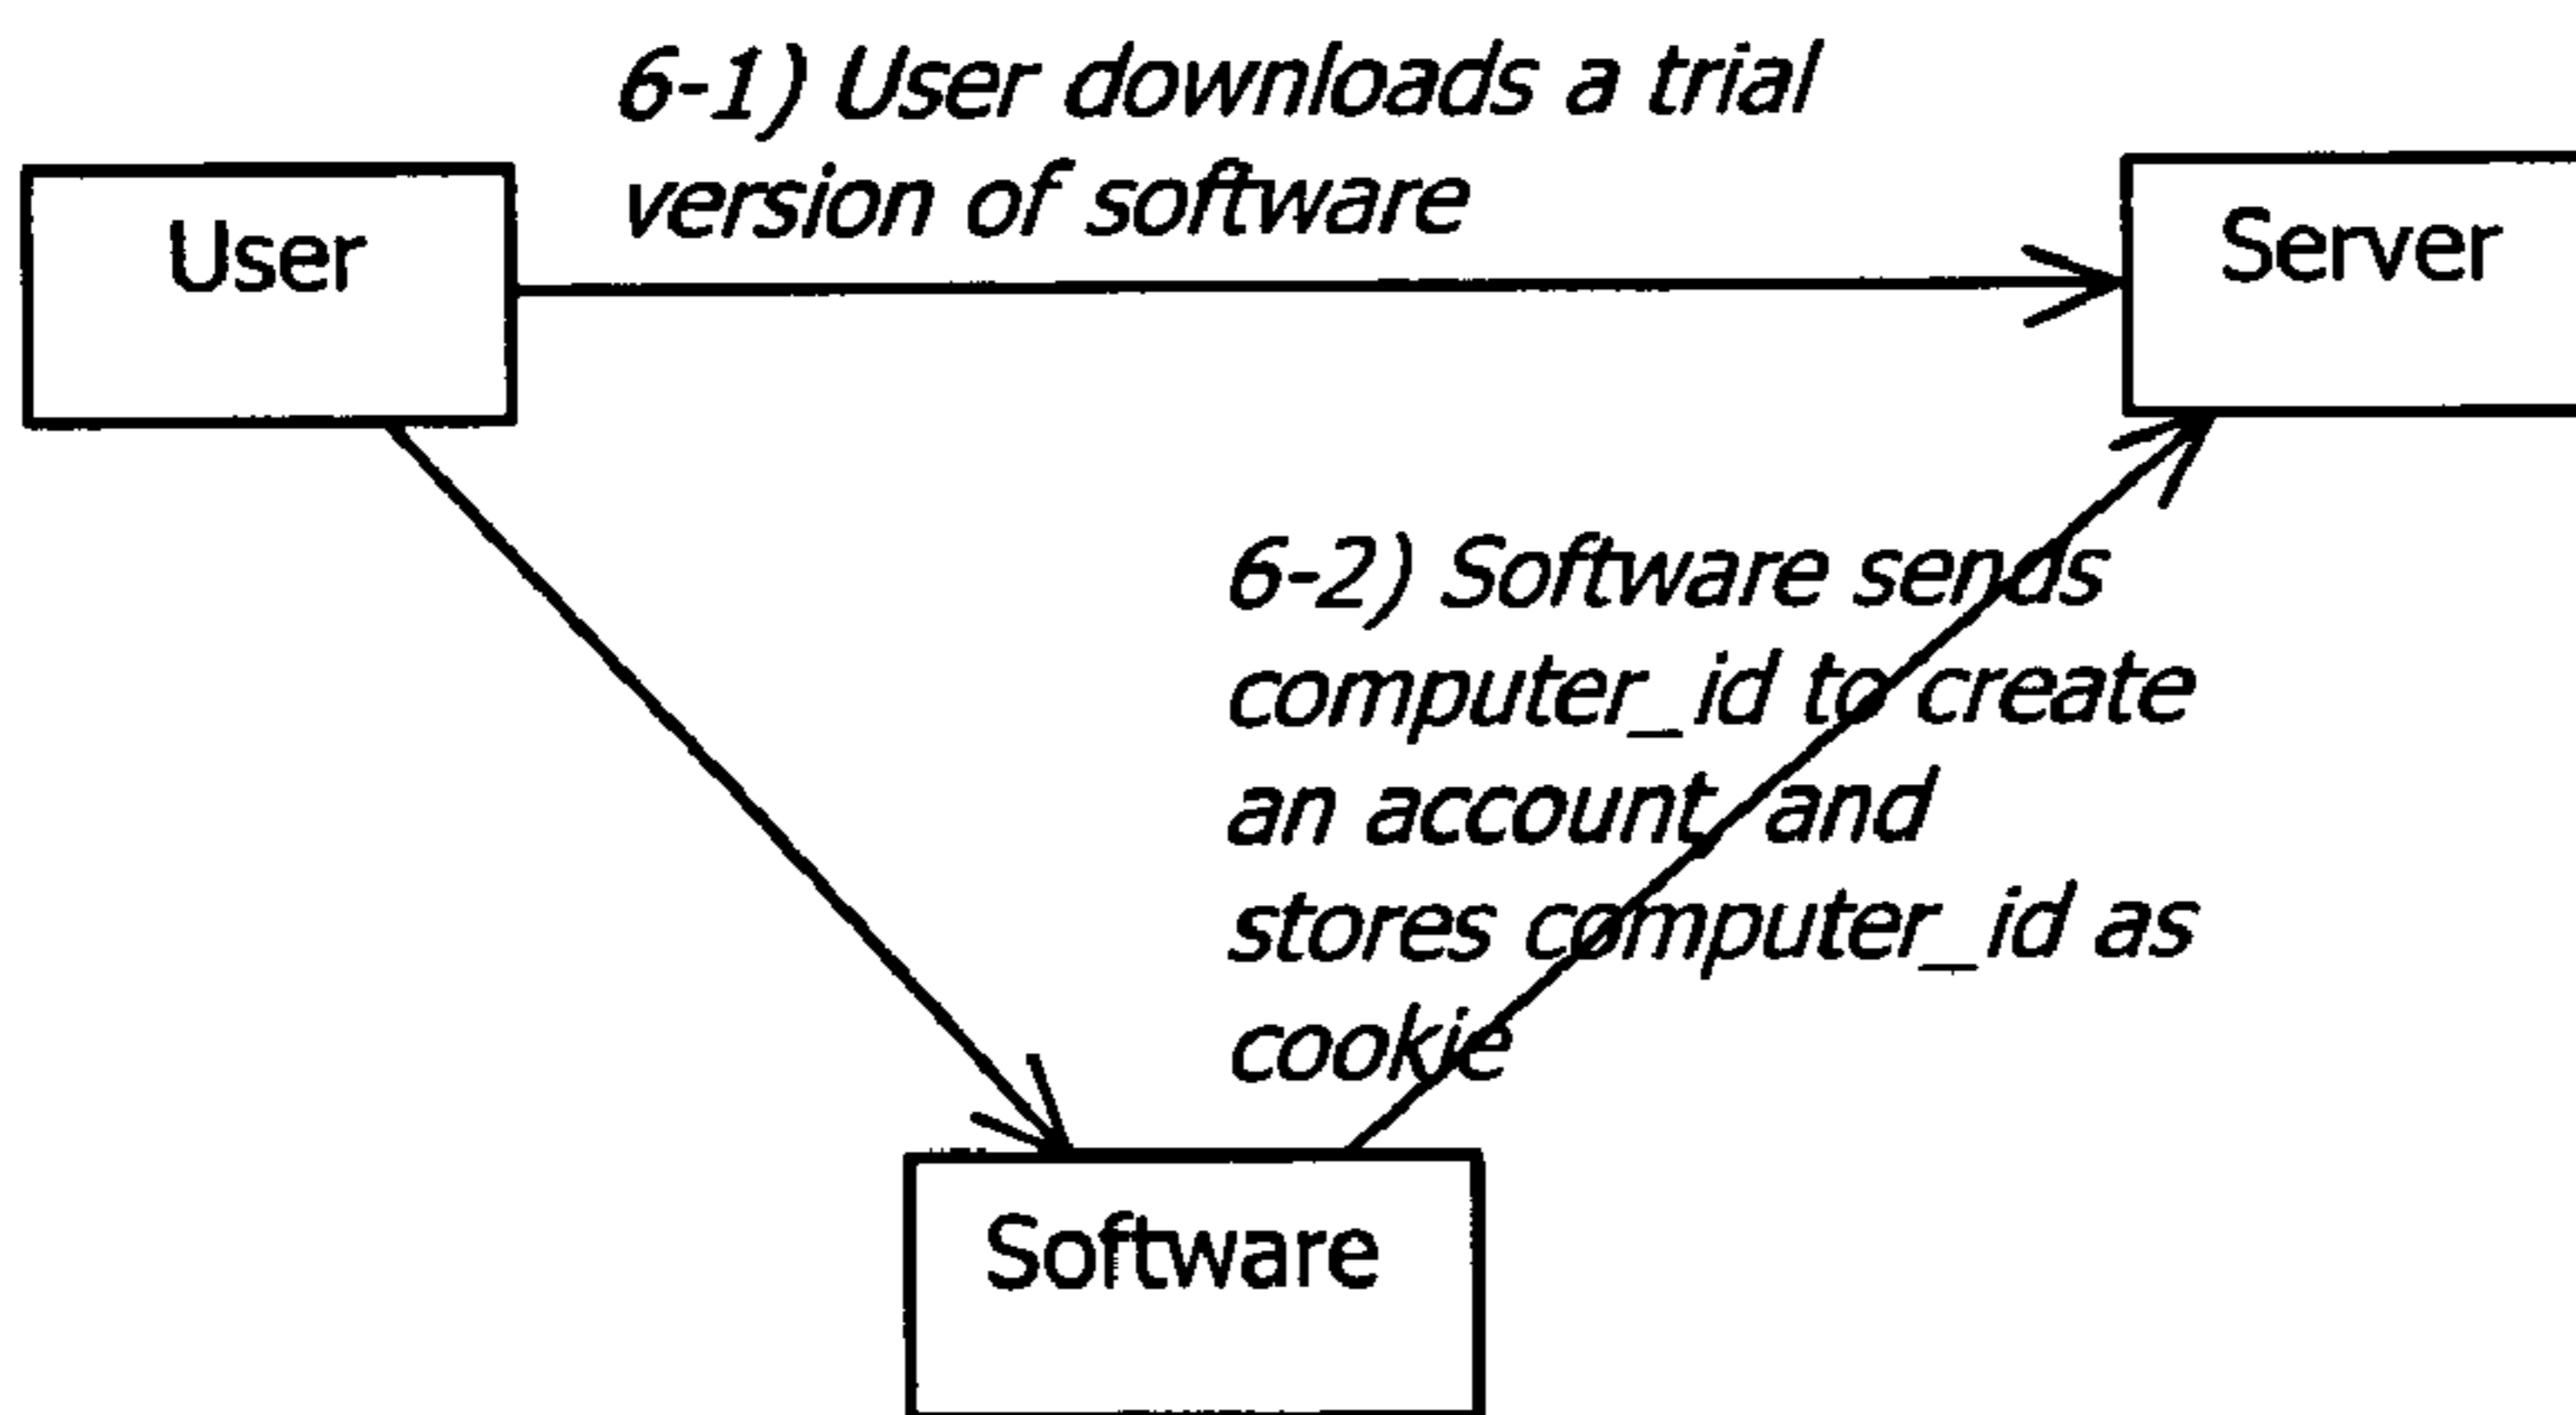 6-1) User downloads a trial
version of software
User
Server
6-2) Software sends
computer_id to create
an account, and
stores computer_id as
cookie
Software